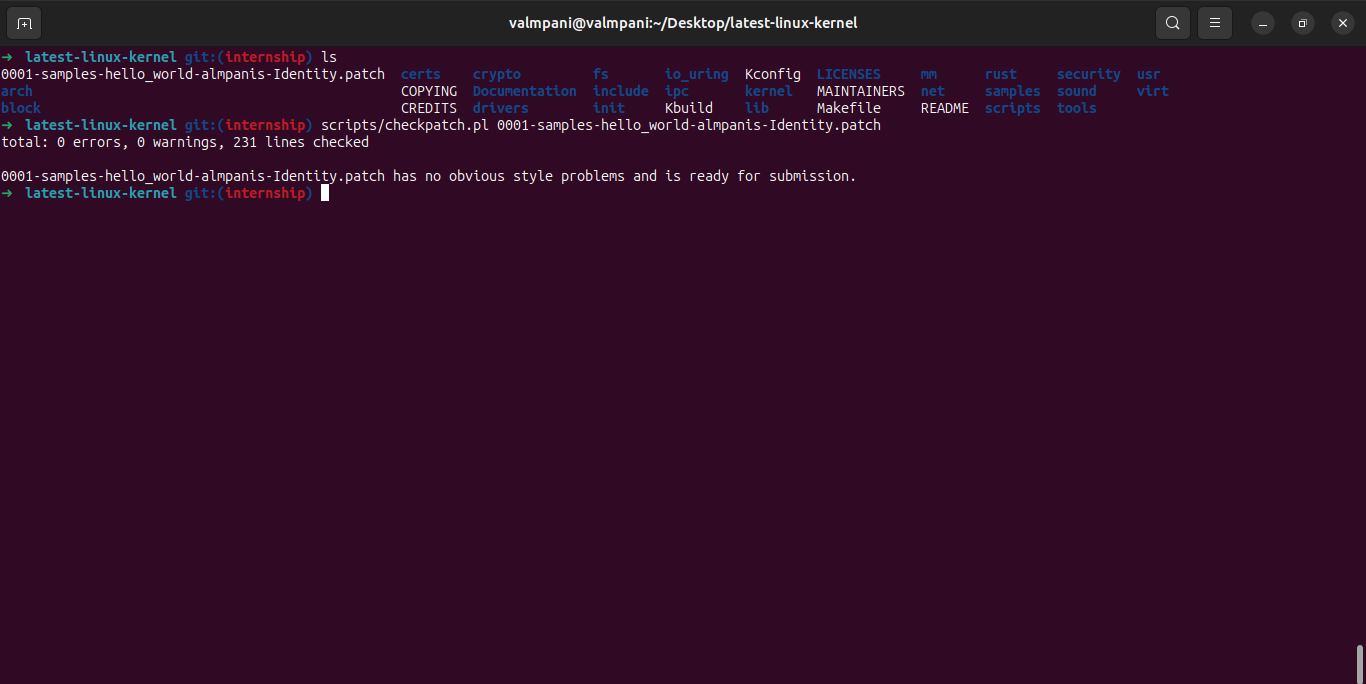 valmpani@valmpani:~/Desktop/latest-linux-kernel
→ latest-linux-kernel git:(internship) ls
0001-samples-hello_world-almpanis-Identity.patch certs crypto fs io_uring Kconfig LICENSES mm rust security usr
arch COPYING Documentation include ipc kernel MAINTAINERS net samples sound virt
block CREDITS drivers init Kbuild lib Makefile README scripts tools
→ latest-linux-kernel git:(internship) scripts/checkpatch.pl 0001-samples-hello_world-almpanis-Identity.patch
total: 0 errors, 0 warnings, 231 lines checked
0001-samples-hello_world-almpanis-Identity.patch has no obvious style problems and is ready for submission.
→ latest-linux-kernel git:(internship)